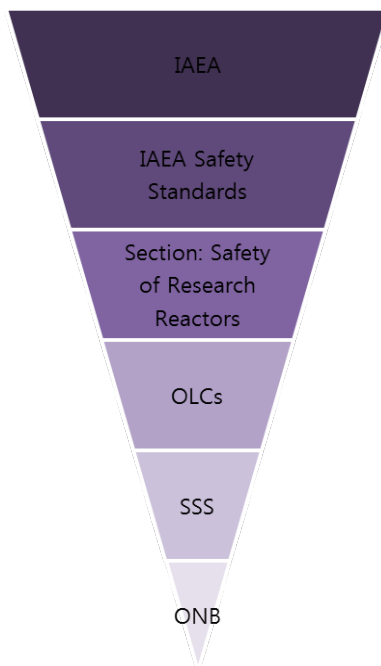 IAEA
IAEA Safety
Standards
Section: Safety
of Research
Reactors
OLCs
SSS
ONB